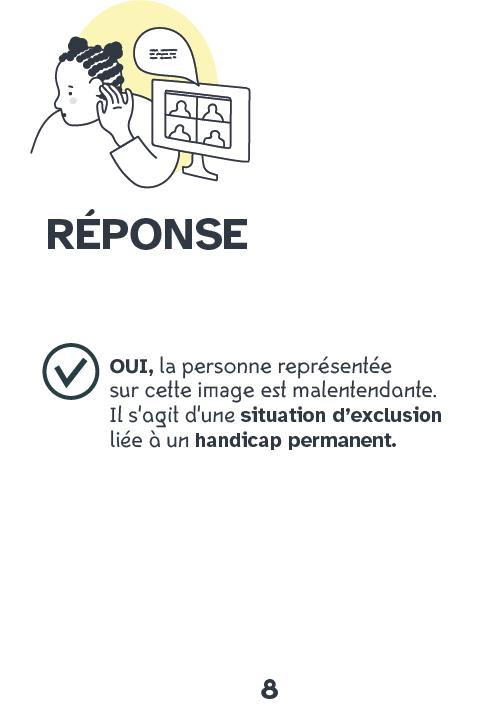 RÉPONSE
OUI, la personne représentée
sur cette image est malentendante.
Il s'agit d'une situation d'exclusion
liée à un handicap permanent.
8